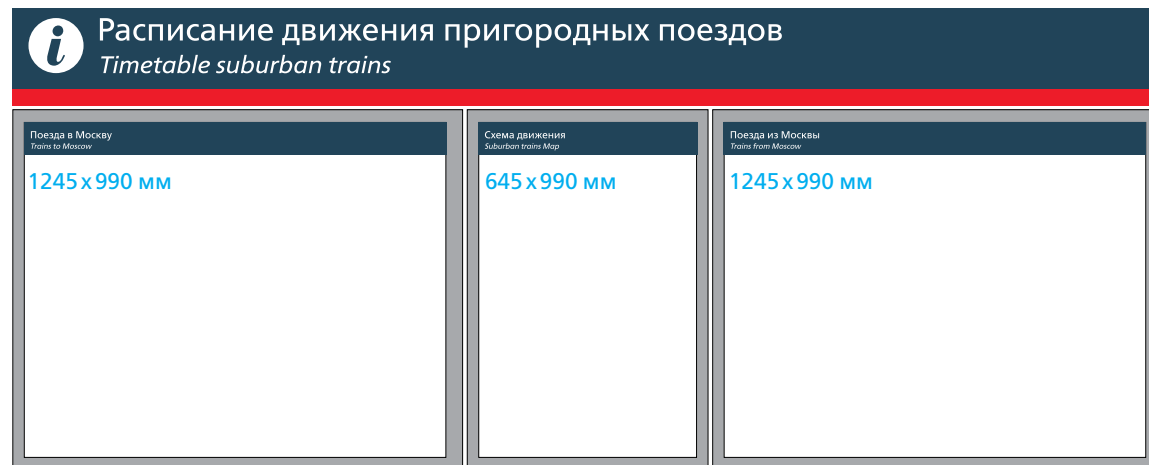 i
Расписание движения пригородных поездов
Timetable suburban trains
Поезда в Москву
Trains to Moscow
1245 x 990 мм
Схема движения
Suburban trains Map
645 x 990 мм
Поезда из Москвы
Trains from Moscow
1245 x 990 мм